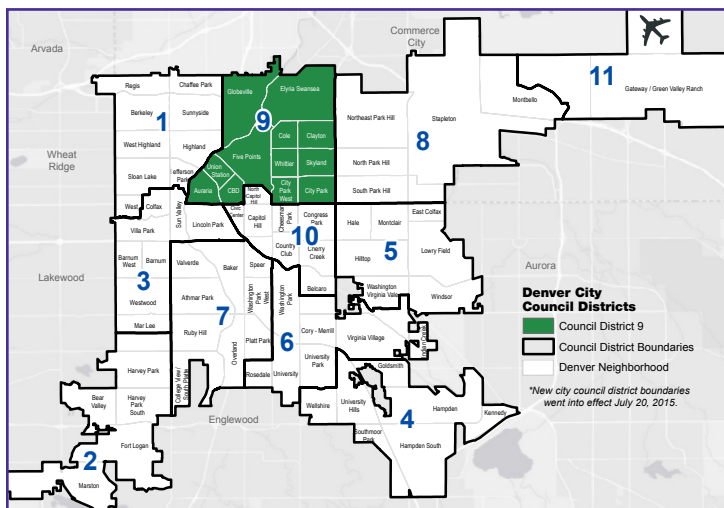 Commerce
City
Arvada
Regis
Chaffee Park
Globeville
Elyria Swansea
11
Gateway / Green Valley Ranch
Montbello
Berkeley
Sunnyside
1
9
Northeast Park Hill
Stapleton
8
West Highland
Highland
Cole
Clayton
Wheat
Ridge
Five Points
Whittier
Skyland
North Park Hill
Sloan Lake
Jefferson
Park
Union
Station
Auraria
CBD
City
Park
West
City Park
South Park Hill
North
Capitol
Hill
West
Colfax
Sun Valley
Lincoln Park
Civic
Center
Capitol
Hill
Cheesman
Park
Congress
Park
Hale
Montclair
East Colfax
Villa Park
10
Country
Club
Cherry
Creek
Hilltop
5
Lowry Field
Aurora
Lakewood
Barnum
West
Barnum
3
Valverde
Baker
Speer
Belcaro
Washington
Virginia Vale
Windsor
Westwood
Athmar Park
7
Washington
Park
West
Washington
Park
Mar Lee
Ruby Hill
Overland
Platt Park
6
Cory - Merrill
Virginia Village
Indian Creek
University
Park
Harvey Park
College View /
South Platte
Rosedale
University
Goldsmith
Bear
Valley
Harvey
Park
South
Englewood
Wellshire
University
Hills
Hampden
Kennedy
4
Southmoor
Park
Hampden South
Fort Logan
2
Marston
Denver City
Council Districts
Council District 9
Council District Boundaries
Denver Neighborhood
*New city council district boundaries
went into effect July 20, 2015.